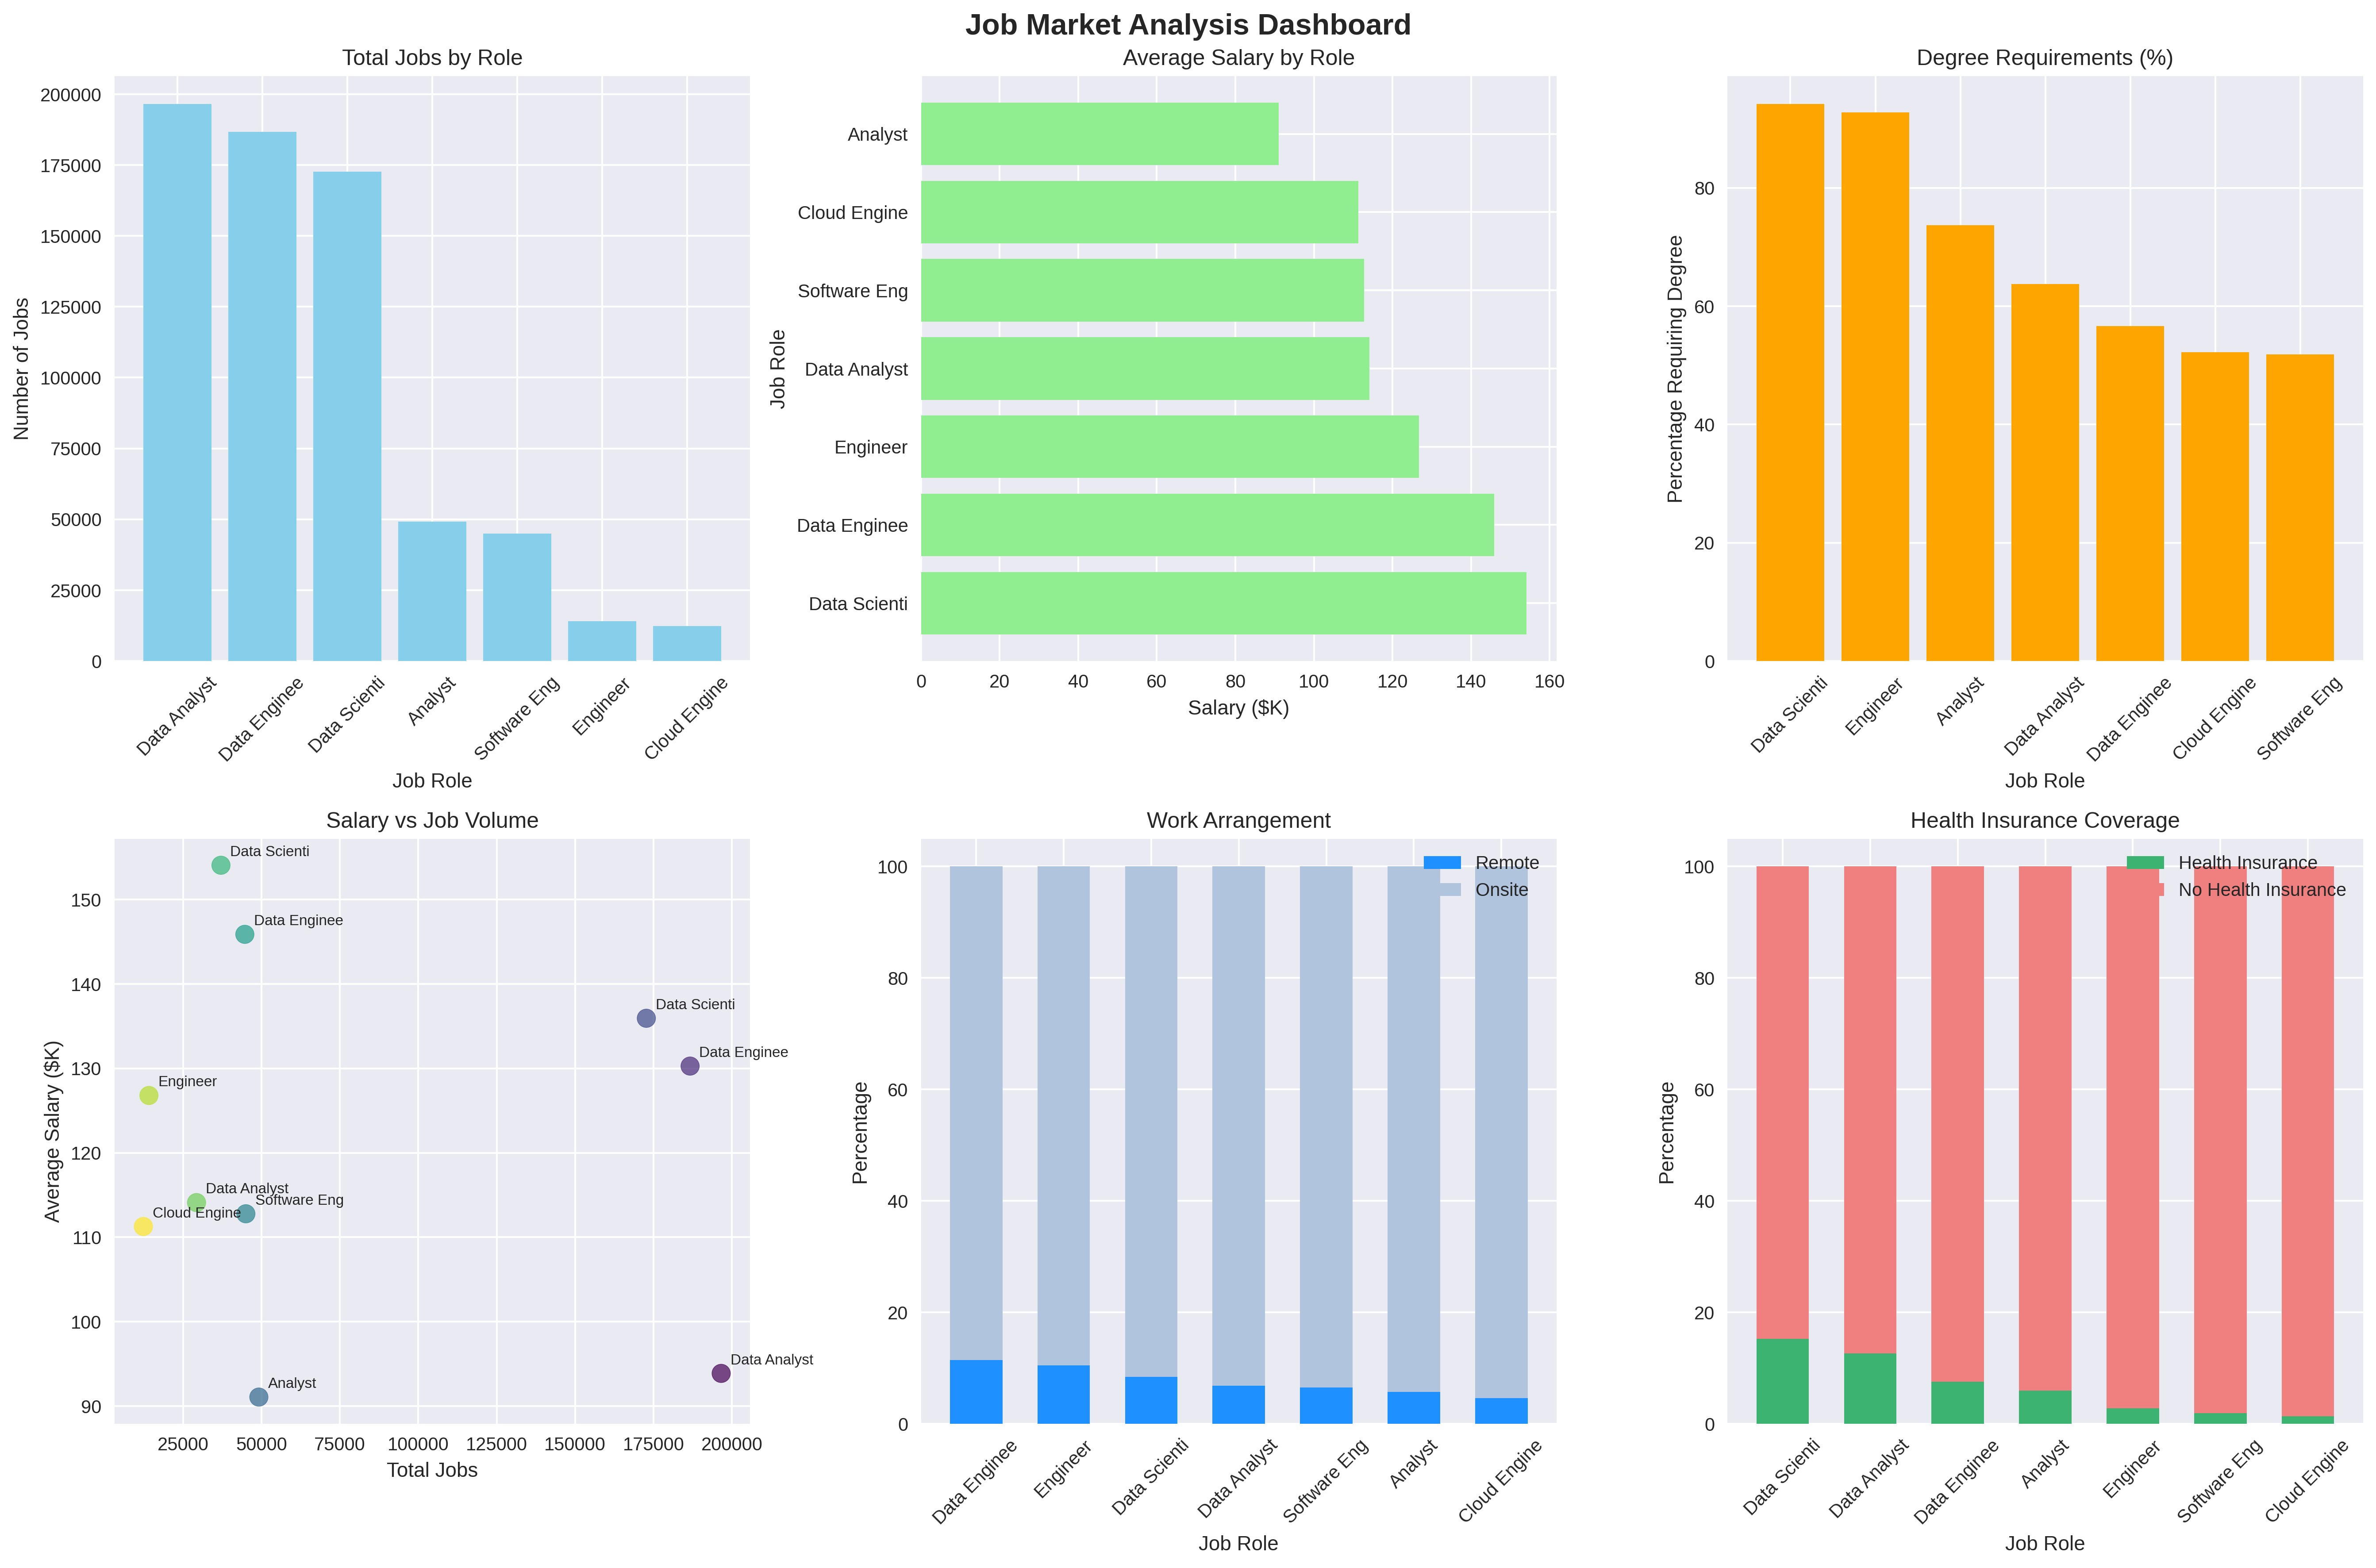 Job Market Analysis Dashboard
Total Jobs by Role
Number of Jobs
200000
175000
150000
125000
100000
75000
50000
25000
0
Data Analyst
Data Enginee
Data Scienti
Analyst
Software Eng
Engineer
Cloud Engine
Job Role
Average Salary by Role
Job Role
Analyst
Cloud Engine
Software Eng
Data Analyst
Engineer
Data Enginee
Data Scienti
0 20 40 60 80 100 120 140 160
Salary ($K)
Degree Requirements (%)
Percentage Requiring Degree
80
60
40
20
0
Data Scienti
Engineer
Analyst
Data Analyst
Data Enginee
Cloud Engine
Software Eng
Job Role
Salary vs Job Volume
Average Salary ($K)
150
140
130
120
110
100
90
Data Scienti
Data Enginee
Data Scienti
Data Enginee
Engineer
Data Analyst
Software Eng
Cloud Engine
Data Analyst
Analyst
25000 50000 75000 100000 125000 150000 175000 200000
Total Jobs
Work Arrangement
Percentage
100
80
60
40
20
0
Remote
Onsite
Data Enginee
Engineer
Data Scienti
Data Analyst
Software Eng
Analyst
Cloud Engine
Job Role
Health Insurance Coverage
Percentage
100
80
60
40
20
0
Health Insurance
No Health Insurance
Data Scienti
Data Analyst
Data Enginee
Analyst
Engineer
Software Eng
Cloud Engine
Job Role